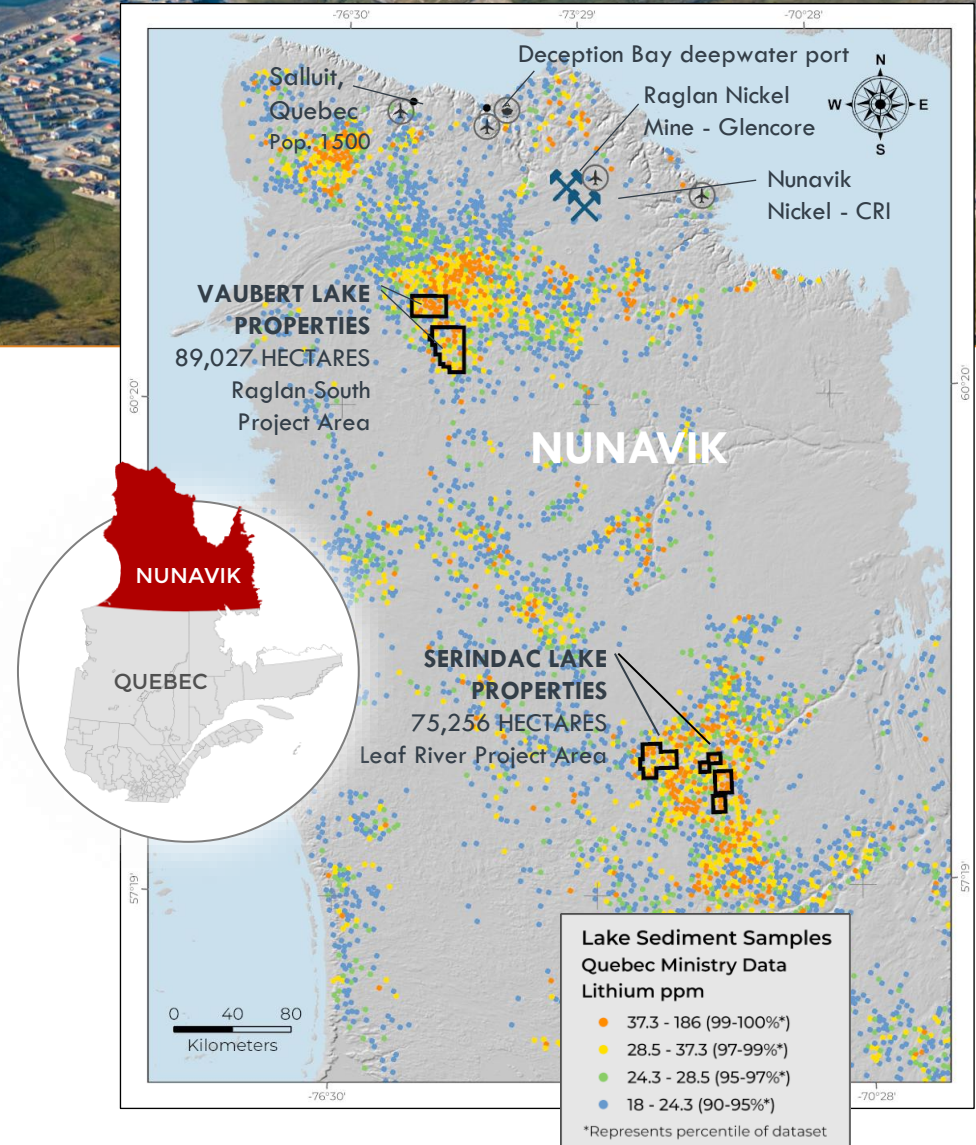 -76°30'
-73°29'
-70°28'
Deception Bay deepwater port
Salluit,
Quebec
Pop. 1500
Raglan Nickel
Mine - Glencore
N
W
E
S
Nunavik
Nickel - CRI
VAUBERT LAKE
PROPERTIES
89,027 HECTARES
Raglan South
Project Area
60°20'
60°20'
NUNAVIK
NUNAVIK
QUEBEC
SERINDAC LAKE
PROPERTIES
75,256 HECTARES
Leaf River Project Area
57°19'
57°19'
Lake Sediment Samples
Quebec Ministry Data
Lithium ppm
37.3 - 186 (99-100%*)
28.5 - 37.3 (97-99%*)
24.3 - 28.5 (95-97%*)
18 - 24.3 (90-95%*)
*Represents percentile of dataset
0 40 80
Kilometers
-76°30'
-70°28'